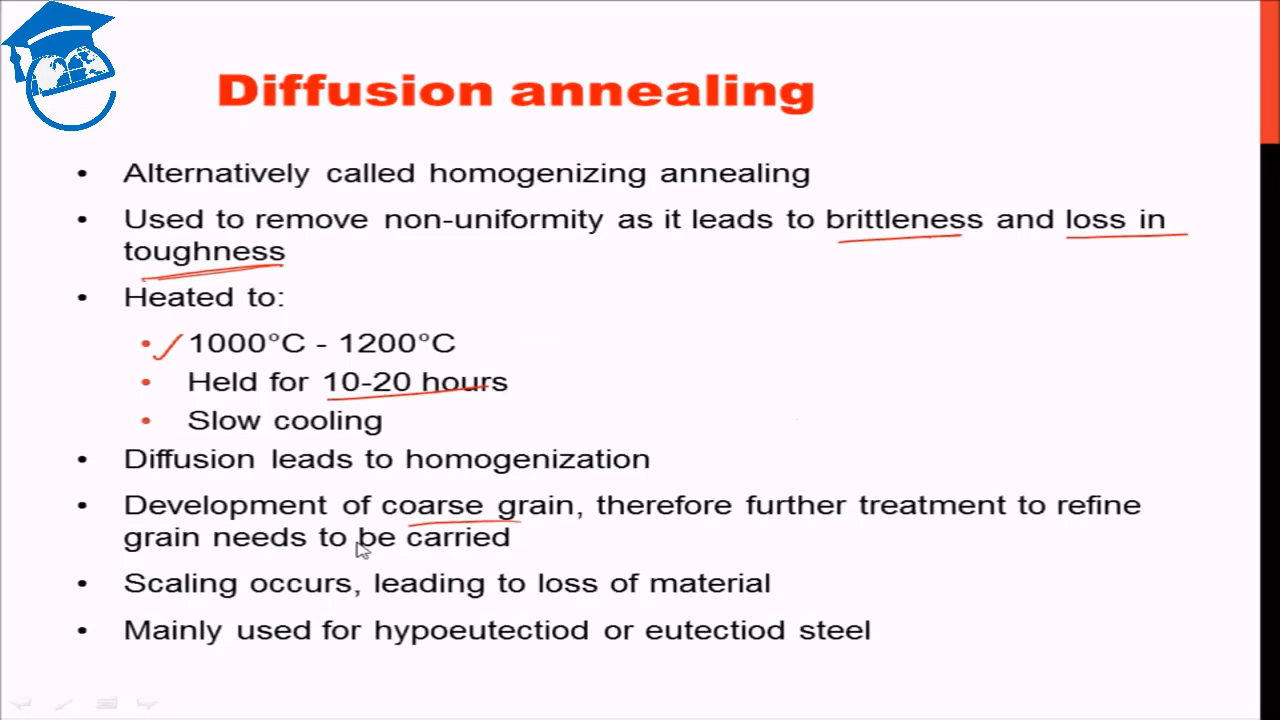 Diffusion annealing
• Alternatively called homogenizing annealing
• Used to remove non-uniformity as it leads to brittleness and loss in
toughness
• Heated to:
• 1000°C - 1200°C
• Held for 10-20 hours
• Slow cooling
• Diffusion leads to homogenization
• Development of coarse grain, therefore further treatment to refine
grain needs to be carried
• Scaling occurs, leading to loss of material
• Mainly used for hypoeutectiod or eutectiod steel